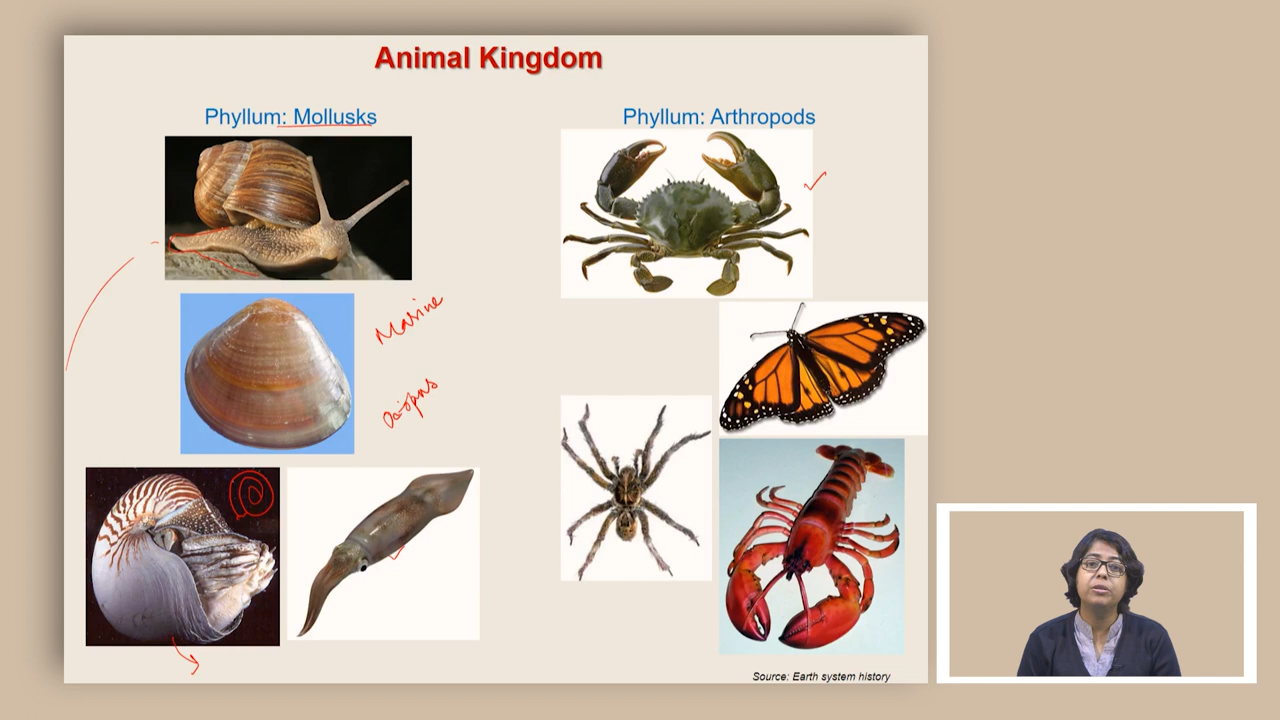 Animal Kingdom
Phyllum: Mollusks
Phyllum: Arthropods
Marine
Source: Earth system history